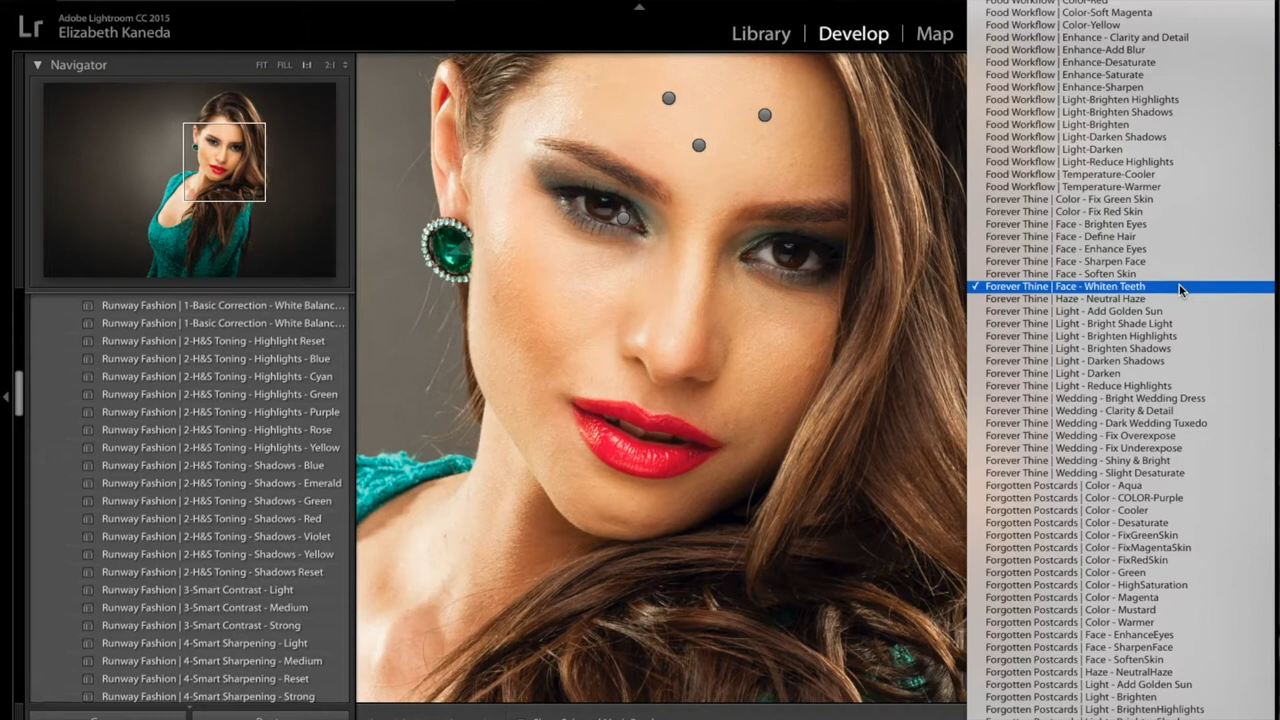 Lr
Adobe Lightroom CC 2015
Elizabeth Kaneda
Library | Develop | Map
Navigator FIT FILL 1:1 2:1
Runway Fashion | 1-Basic Correction - White Balanc...
Runway Fashion | 1-Basic Correction - White Balanc...
Runway Fashion | 2-H&S Toning - Highlight Reset
Runway Fashion | 2-H&S Toning - Highlights - Blue
Runway Fashion | 2-H&S Toning - Highlights - Cyan
Runway Fashion | 2-H&S Toning - Highlights - Green
Runway Fashion | 2-H&S Toning - Highlights - Purple
Runway Fashion | 2-H&S Toning - Highlights - Rose
Runway Fashion | 2-H&S Toning - Highlights - Yellow
Runway Fashion | 2-H&S Toning - Shadows - Blue
Runway Fashion | 2-H&S Toning - Shadows - Emerald
Runway Fashion | 2-H&S Toning - Shadows - Green
Runway Fashion | 2-H&S Toning - Shadows - Red
Runway Fashion | 2-H&S Toning - Shadows - Violet
Runway Fashion | 2-H&S Toning - Shadows - Yellow
Runway Fashion | 2-H&S Toning - Shadows Reset
Runway Fashion | 3-Smart Contrast - Light
Runway Fashion | 3-Smart Contrast - Medium
Runway Fashion | 3-Smart Contrast - Strong
Runway Fashion | 4-Smart Sharpening - Light
Runway Fashion | 4-Smart Sharpening - Medium
Runway Fashion | 4-Smart Sharpening - Reset
Runway Fashion | 4-Smart Sharpening - Strong
Food Workflow | Color-Red
Food Workflow | Color-Soft Magenta
Food Workflow | Color-Yellow
Food Workflow | Enhance - Clarity and Detail
Food Workflow | Enhance-Add Blur
Food Workflow | Enhance-Desaturate
Food Workflow | Enhance-Saturate
Food Workflow | Enhance-Sharpen
Food Workflow | Light-Brighten Highlights
Food Workflow | Light-Brighten Shadows
Food Workflow | Light-Brighten
Food Workflow | Light-Darken Shadows
Food Workflow | Light-Darken
Food Workflow | Light-Reduce Highlights
Food Workflow | Temperature-Cooler
Food Workflow | Temperature-Warmer
Forever Thine | Color - Fix Green Skin
Forever Thine | Color - Fix Red Skin
Forever Thine | Face - Brighten Eyes
Forever Thine | Face - Define Hair
Forever Thine | Face - Enhance Eyes
Forever Thine | Face - Sharpen Face
Forever Thine | Face - Soften Skin
✓ Forever Thine | Face - Whiten Teeth
Forever Thine | Haze - Neutral Haze
Forever Thine | Light - Add Golden Sun
Forever Thine | Light - Bright Shade Light
Forever Thine | Light - Brighten Highlights
Forever Thine | Light - Brighten Shadows
Forever Thine | Light - Darken Shadows
Forever Thine | Light - Darken
Forever Thine | Light - Reduce Highlights
Forever Thine | Wedding - Bright Wedding Dress
Forever Thine | Wedding - Clarity & Detail
Forever Thine | Wedding - Dark Wedding Tuxedo
Forever Thine | Wedding - Fix Overexpose
Forever Thine | Wedding - Fix Underexpose
Forever Thine | Wedding - Shiny & Bright
Forever Thine | Wedding - Slight Desaturate
Forgotten Postcards | Color - Aqua
Forgotten Postcards | Color - COLOR-Purple
Forgotten Postcards | Color - Cooler
Forgotten Postcards | Color - Desaturate
Forgotten Postcards | Color - FixGreenSkin
Forgotten Postcards | Color - FixMagentaSkin
Forgotten Postcards | Color - FixRedSkin
Forgotten Postcards | Color - Green
Forgotten Postcards | Color - HighSaturation
Forgotten Postcards | Color - Magenta
Forgotten Postcards | Color - Mustard
Forgotten Postcards | Color - Warmer
Forgotten Postcards | Face - EnhanceEyes
Forgotten Postcards | Face - SharpenFace
Forgotten Postcards | Face - SoftenSkin
Forgotten Postcards | Haze - NeutralHaze
Forgotten Postcards | Light - Add Golden Sun
Forgotten Postcards | Light - Brighten
Forgotten Postcards | Light - BrightenHighlights